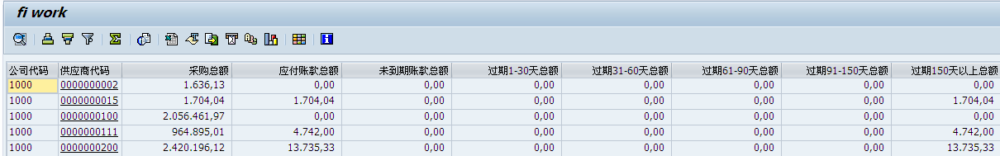 fi work
公司代码 供应商代码 采购总额 应付账款总额 未到期账款总额 过期1-30天总额 过期31-60天总额 过期61-90天总额 过期91-150天总额 过期150天以上总额
1000 0000000002 1.636,13 0,00 0,00 0,00 0,00 0,00 0,00 0,00
1000 0000000015 1.704,04 1.704,04 0,00 0,00 0,00 0,00 0,00 1.704,04
1000 0000000100 2.056.461,97 0,00 0,00 0,00 0,00 0,00 0,00 0,00
1000 0000000111 964.895,01 4.742,00 0,00 0,00 0,00 0,00 0,00 4.742,00
1000 0000000200 2.420.196,12 13.735,33 0,00 0,00 0,00 0,00 0,00 13.735,33